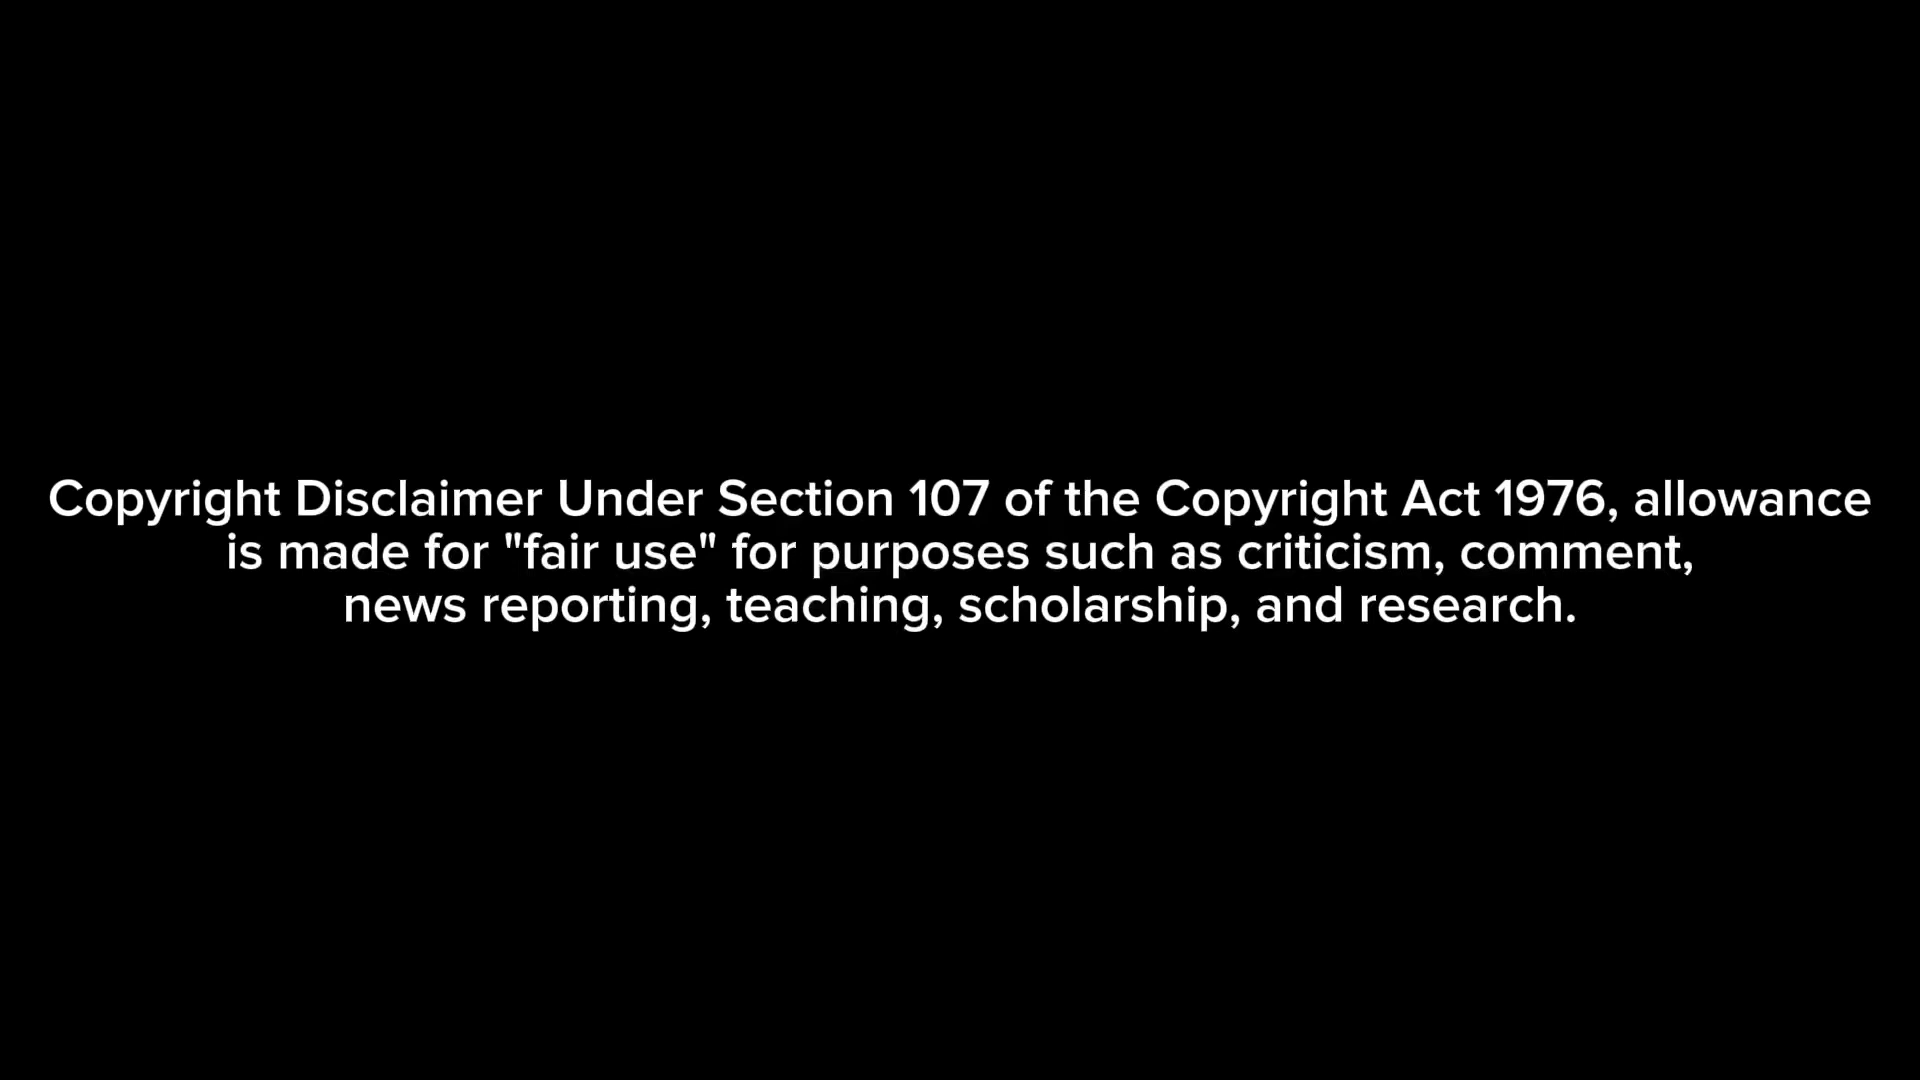 Copyright Disclaimer Under Section 107 of the Copyright Act 1976, allowance
is made for "fair use" for purposes such as criticism, comment,
news reporting, teaching, scholarship, and research.